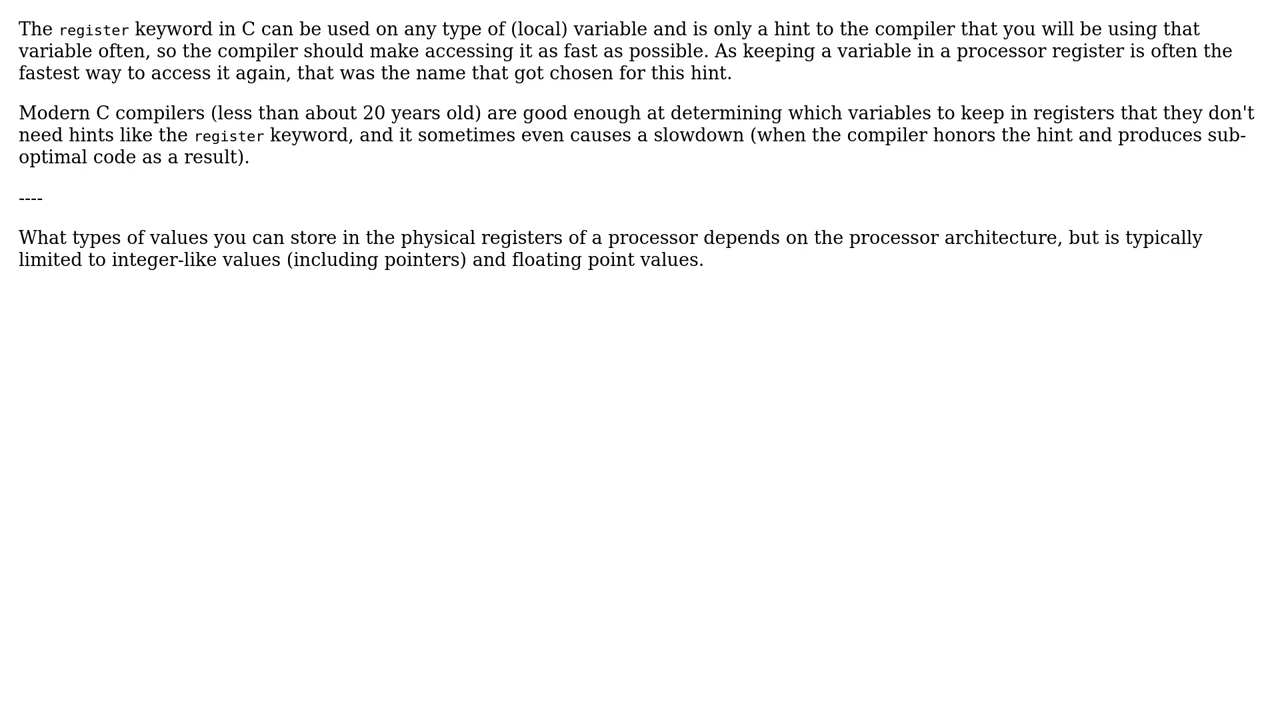 The register keyword in C can be used on any type of (local) variable and is only a hint to the compiler that you will be using that
variable often, so the compiler should make accessing it as fast as possible. As keeping a variable in a processor register is often the
fastest way to access it again, that was the name that got chosen for this hint.
Modern C compilers (less than about 20 years old) are good enough at determining which variables to keep in registers that they don't
need hints like the register keyword, and it sometimes even causes a slowdown (when the compiler honors the hint and produces sub-
optimal code as a result).
----
What types of values you can store in the physical registers of a processor depends on the processor architecture, but is typically
limited to integer-like values (including pointers) and floating point values.